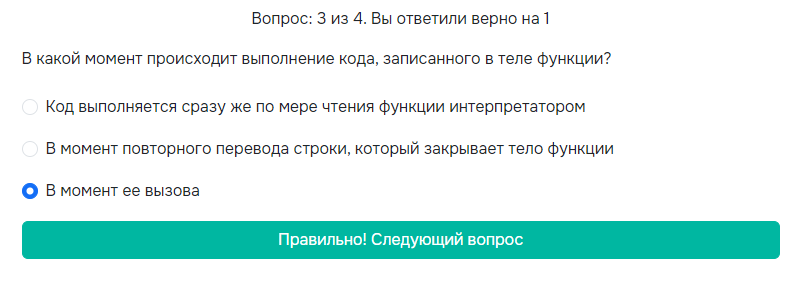 Вопрос: 3 из 4. Вы ответили верно на 1
В какой момент происходит выполнение кода, записанного в теле функции?
Код выполняется сразу же по мере чтения функции интерпретатором
В момент повторного перевода строки, который закрывает тело функции
В момент ее вызова
Правильно! Следующий вопрос